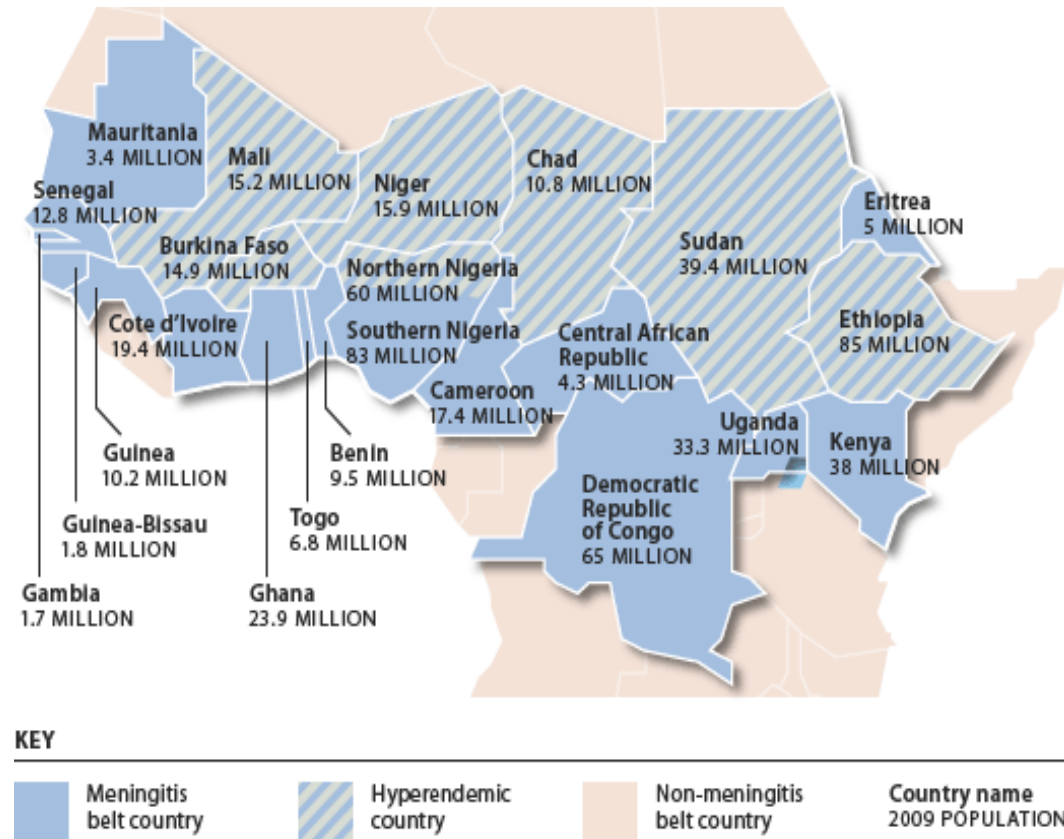 Mauritania
3.4 MILLION
Mali
15.2 MILLION
Niger
15.9 MILLION
Chad
10.8 MILLION
Senegal
12.8 MILLION
Eritrea
5 MILLION
Burkina Faso
14.9 MILLION
Sudan
39.4 MILLION
Northern Nigeria
60 MILLION
Cote d'Ivoire
19.4 MILLION
Southern Nigeria
83 MILLION
Central African
Republic
4.3 MILLION
Ethiopia
85 MILLION
Cameroon
17.4 MILLION
Uganda
33.3 MILLION
Kenya
38 MILLION
Guinea
10.2 MILLION
Benin
9.5 MILLION
Democratic
Republic
of Congo
65 MILLION
Guinea-Bissau
1.8 MILLION
Togo
6.8 MILLION
Gambia
1.7 MILLION
Ghana
23.9 MILLION
KEY
Meningitis
belt country
Hyperendemic
country
Non-meningitis
belt country
Country name
2009 POPULATION